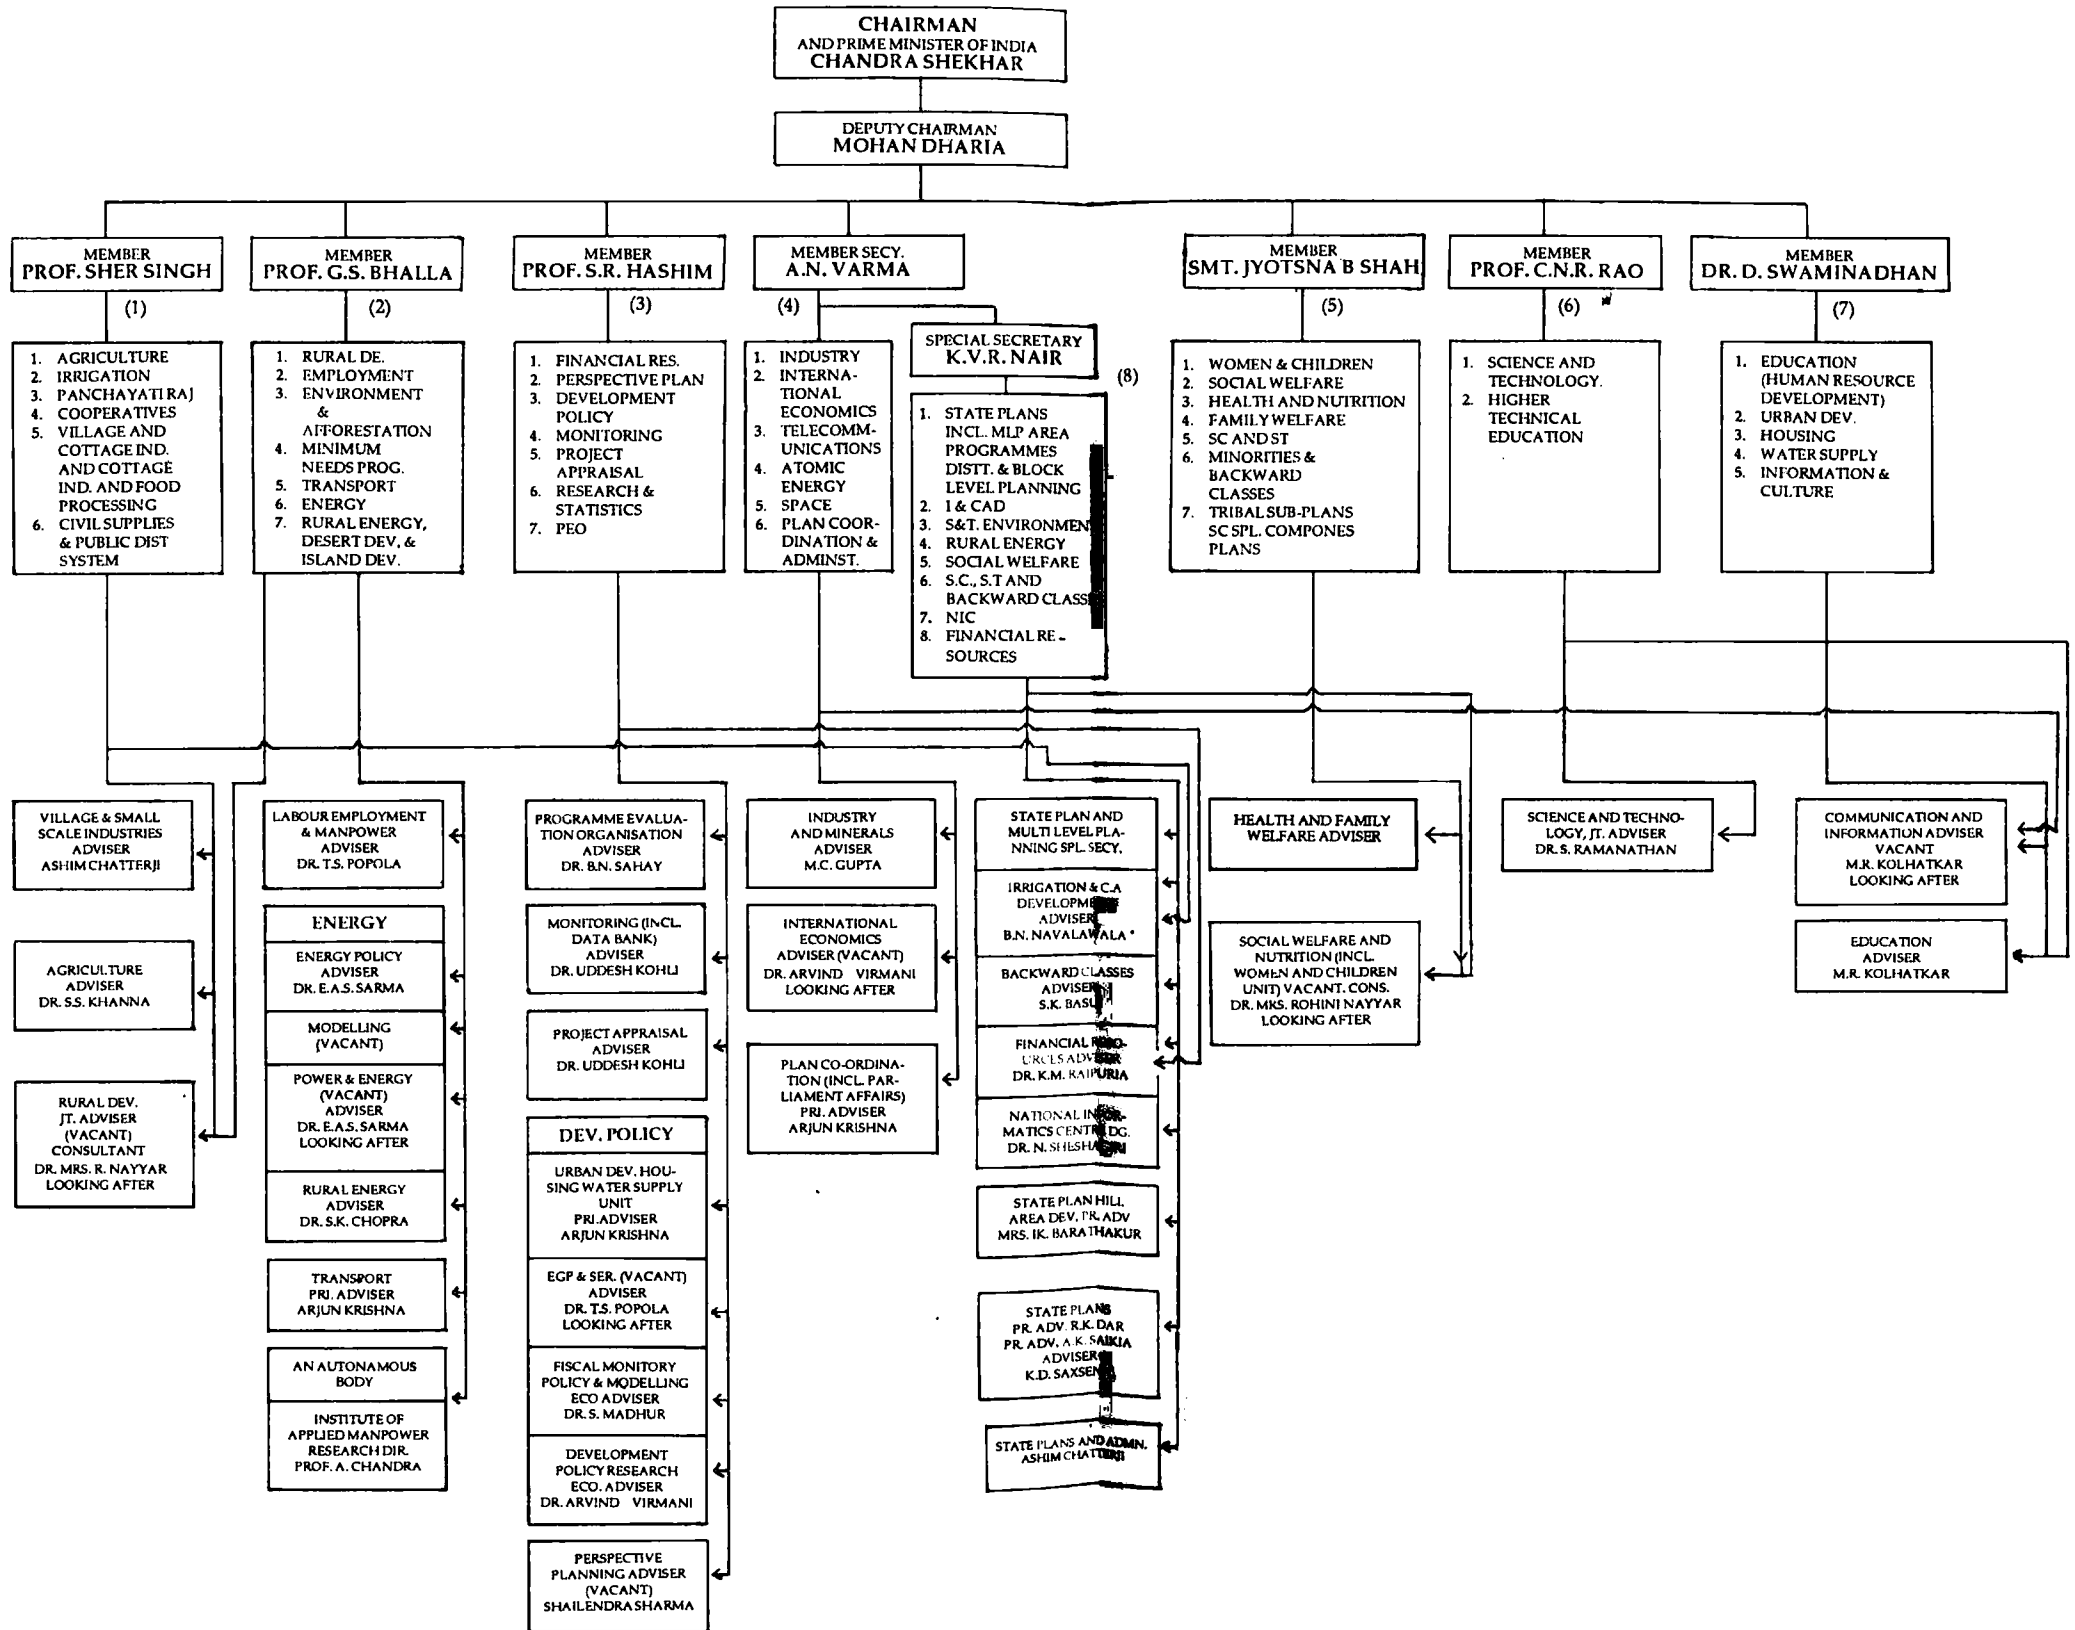 CHAIRMAN
AND PRIME MINISTER OF INDIA
CHANDRA SHEKHAR
DEPUTY CHAIRMAN
MOHAN DHARIA
MEMBER
PROF. SHER SINGH
(1)
MEMBER
PROF. G.S. BHALLA
(2)
MEMBER
PROF. S.R. HASHIM
(3)
MEMBER SECY.
A.N. VARMA
(4)
MEMBER
SMT. JYOTSNA B SHAH
(5)
MEMBER
PROF. C.N.R. RAO
(6)
MEMBER
DR. D. SWAMINADHAN
(7)
1. AGRICULTURE
2. IRRIGATION
3. PANCHAYATI RAJ
4. COOPERATIVES
5. VILLAGE AND
COTTAGE IND.
AND COTTAGE
IND. AND FOOD
PROCESSING
6. CIVIL SUPPLIES
& PUBLIC DIST
SYSTEM
1. RURAL DE.
2. EMPLOYMENT
3. ENVIRONMENT
&
AFFORESTATION
4. MINIMUM
NEEDS PROG.
5. TRANSPORT
6. ENERGY
7. RURAL ENERGY,
DESERT DEV, &
ISLAND DEV.
1. FINANCIAL RES.
2. PERSPECTIVE PLAN
3. DEVELOPMENT
POLICY
4. MONITORING
5. PROJECT
APPRAISAL
6. RESEARCH &
STATISTICS
7. PEO
1. INDUSTRY
2. INTERNA-
TIONAL
ECONOMICS
3. TELECOMM-
UNICATIONS
4. ATOMIC
ENERGY
5. SPACE
6. PLAN COOR-
DINATION &
ADMINST.
SPECIAL SECRETARY
K.V.R. NAIR
(8)
1. STATE PLANS
INCL. MLP AREA
PROGRAMMES
DISTT. & BLOCK
LEVEL PLANNING
2. I & CAD
3. S&T. ENVIRONMEN
4. RURAL ENERGY
5. SOCIAL WELFARE
6. S.C., S.T AND
BACKWARD CLASS
7. NIC
8. FINANCIAL RE-
SOURCES
1. WOMEN & CHILDREN
2. SOCIAL WELFARE
3. HEALTH AND NUTRITION
4. FAMILY WELFARE
5. SC AND ST
6. MINORITIES &
BACKWARD
CLASSES
7. TRIBAL SUB-PLANS
SC SPL. COMPONES
PLANS
1. SCIENCE AND
TECHNOLOGY.
2. HIGHER
TECHNICAL
EDUCATION
1. EDUCATION
(HUMAN RESOURCE
DEVELOPMENT)
2. URBAN DEV.
3. HOUSING
4. WATER SUPPLY
5. INFORMATION &
CULTURE
VILLAGE & SMALL
SCALE INDUSTRIES
ADVISER
ASHIM CHATTERJI
AGRICULTURE
ADVISER
DR. S.S. KHANNA
RURAL DEV.
JT. ADVISER
(VACANT)
CONSULTANT
DR. MRS. R. NAYYAR
LOOKING AFTER
LABOUR EMPLOYMENT
& MANPOWER
ADVISER
DR. T.S. POPOLA
ENERGY
ENERGY POLICY
ADVISER
DR. E.A.S. SARMA
MODELLING
(VACANT)
POWER & ENERGY
(VACANT)
ADVISER
DR. E.A.S. SARMA
LOOKING AFTER
RURAL ENERGY
ADVISER
DR. S.K. CHOPRA
TRANSPORT
PRI. ADVISER
ARJUN KRISHNA
AN AUTONAMOUS
BODY
INSTITUTE OF
APPLIED MANPOWER
RESEARCH DIR.
PROF. A. CHANDRA
PROGRAMME EVALUA-
TION ORGANISATION
ADVISER
DR. B.N. SAHAY
MONITORING (INCL.
DATA BANK)
ADVISER
DR. UDDESH KOHLI
PROJECT APPRAISAL
ADVISER
DR. UDDESH KOHLI
DEV. POLICY
URBAN DEV. HOU-
SING WATER SUPPLY
UNIT
PRI. ADVISER
ARJUN KRISHNA
EGP & SER. (VACANT)
ADVISER
DR. T.S. POPOLA
LOOKING AFTER
FISCAL MONITORY
POLICY & MODELLING
ECO ADVISER
DR. S. MADHUR
DEVELOPMENT
POLICY RESEARCH
ECO. ADVISER
DR. ARVIND VIRMANI
PERSPECTIVE
PLANNING ADVISER
(VACANT)
SHAILENDRA SHARMA
INDUSTRY
AND MINERALS
ADVISER
M.C. GUPTA
INTERNATIONAL
ECONOMICS
ADVISER (VACANT)
DR. ARVIND VIRMANI
LOOKING AFTER
PLAN CO-ORDINA-
TION (INCL. PAR-
LIAMENT AFFAIRS)
PRI. ADVISER
ARJUN KRISHNA
STATE PLAN AND
MULTI LEVEL PLA-
NNING SPL. SECY.
IRRIGATION & C.A
ADVISER
B.N. NAVALAWALA
BACKWARD CLASSES
ADVISER
S.K. BASU
FINANCIAL
DR. K.M. RAIPURIA
NATIONAL INFOR-
MATICS CENTRE DG.
DR. N.
STATE PLAN HILL
AREA DEV. PR. ADV
MRS. IK. BARATHAKUR
STATE PLANS
PR. ADV. R.K. DAR
PR. ADV. A.K. SAIKIA
ADVISER
K.D.
STATE PLANS AND ADMN.
ASHIM CHATTERJI
HEALTH AND FAMILY
WELFARE ADVISER
SOCIAL WELFARE AND
NUTRITION (INCL.
WOMEN AND CHILDREN
UNIT) VACANT. CONS.
DR. MRS. ROHINI NAYYAR
LOOKING AFTER
SCIENCE AND TECHNO-
LOGY, JT. ADVISER
DR. S. RAMANATHAN
COMMUNICATION AND
INFORMATION ADVISER
VACANT
M.R. KOLHATKAR
LOOKING AFTER
EDUCATION
ADVISER
M.R. KOLHATKAR